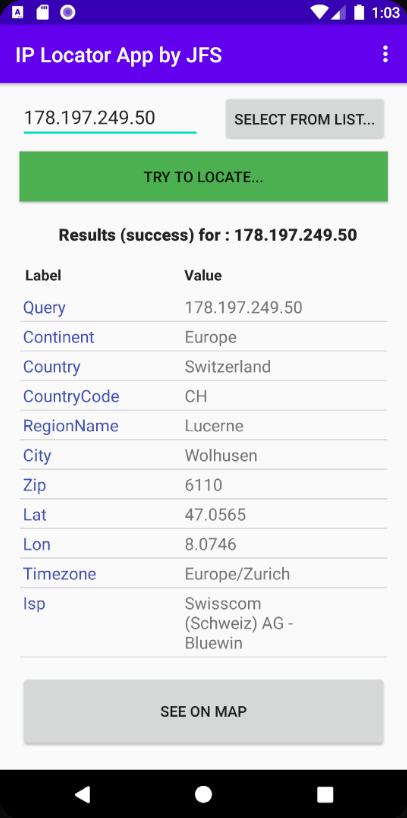 1:03
IP Locator App by JFS
178.197.249.50 SELECT FROM LIST...
TRY TO LOCATE...
Results (success) for : 178.197.249.50
Label Value
Query 178.197.249.50
Continent Europe
Country Switzerland
CountryCode CH
RegionName Lucerne
City Wolhusen
Zip 6110
Lat 47.0565
Lon 8.0746
Timezone Europe/Zurich
Isp Swisscom
(Schweiz) AG -
Bluewin
SEE ON MAP